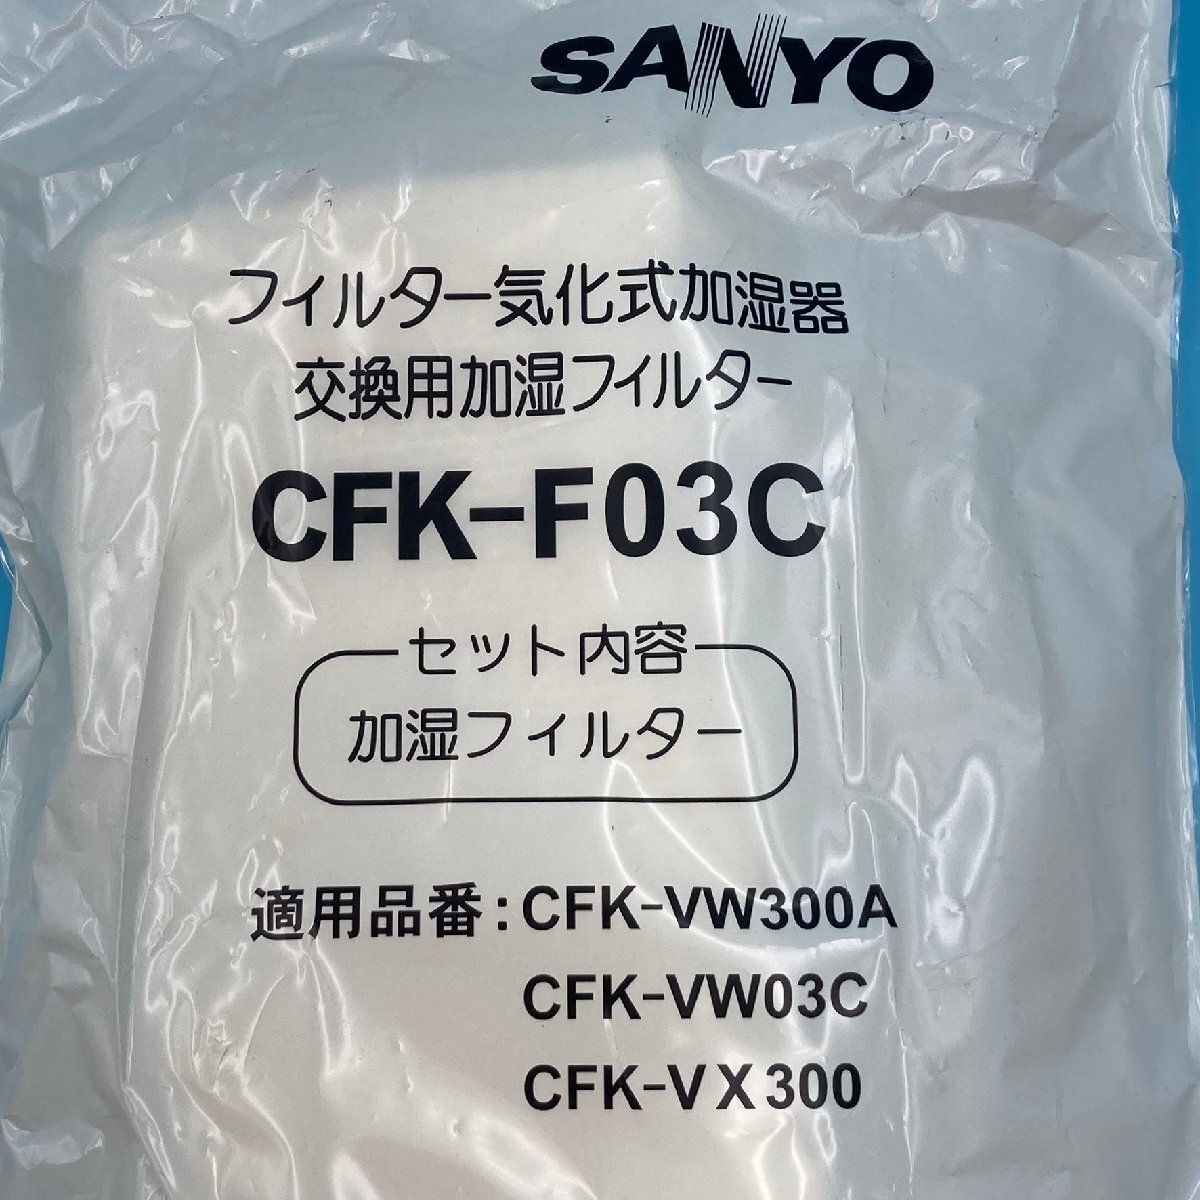 SANYO
フィルター気化式加湿器
交換用加湿フィルター
CFK-F03C
セット内容
加湿フィルター
適用品番：CFK-VW300A
CFK-VW03C
CFK-VX300